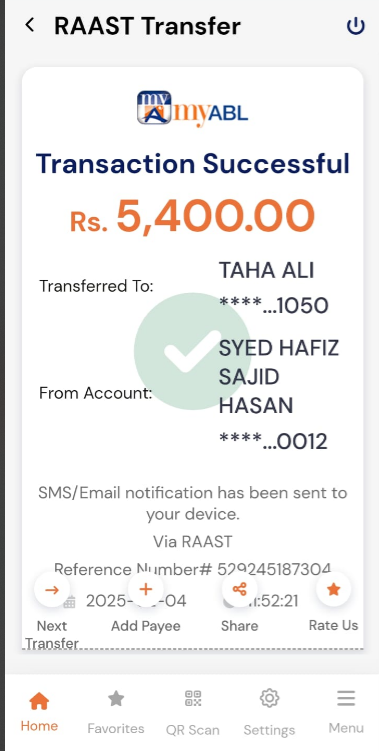 RAAST Transfer
my myABL
Transaction Successful
Rs. 5,400.00
Transferred To:
TAHA ALI
****...1050
From Account:
SYED HAFIZ
SAJID
HASAN
****...0012
SMS/Email notification has been sent to
your device.
Via RAAST
Reference Number# 529245187304
2025- -04
:52:21
Next
Transfer
Add Payee
Share
Rate Us
Home
Favorites
QR Scan
Settings
Menu